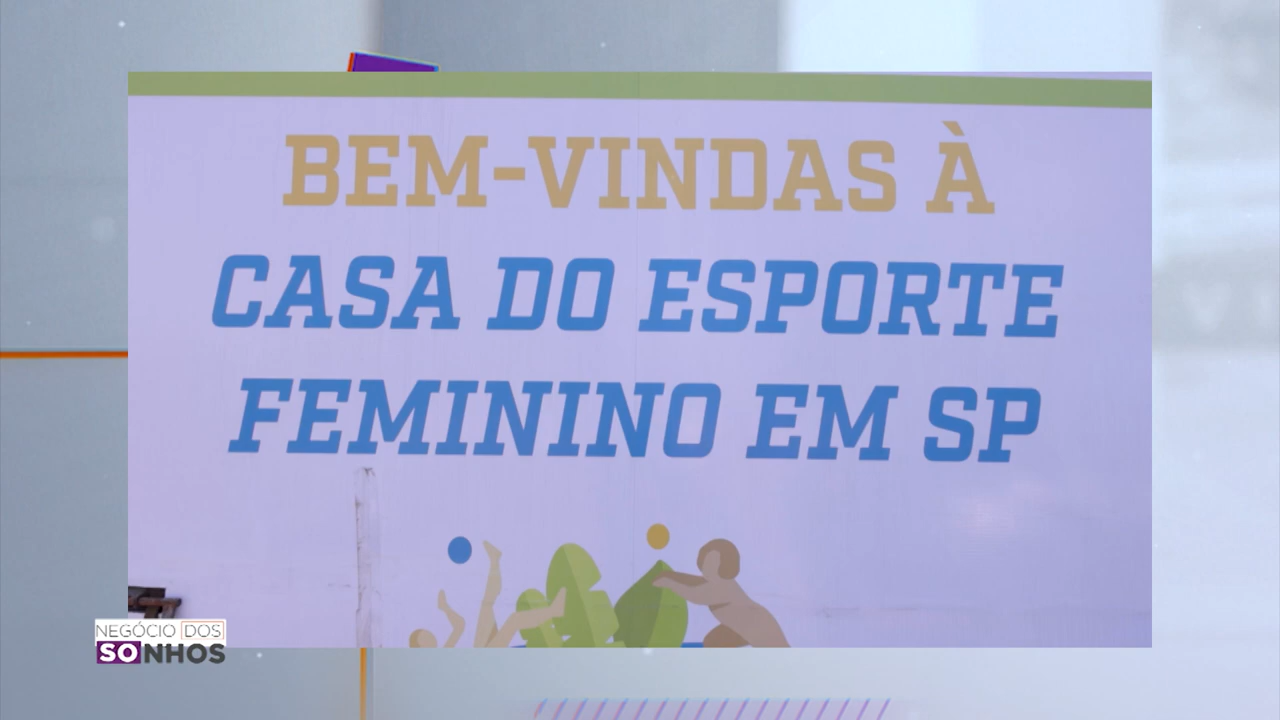 BEM-VINDAS À
CASA DO ESPORTE
FEMININO EM SP
NEGÓCIO DOS
SONHOS